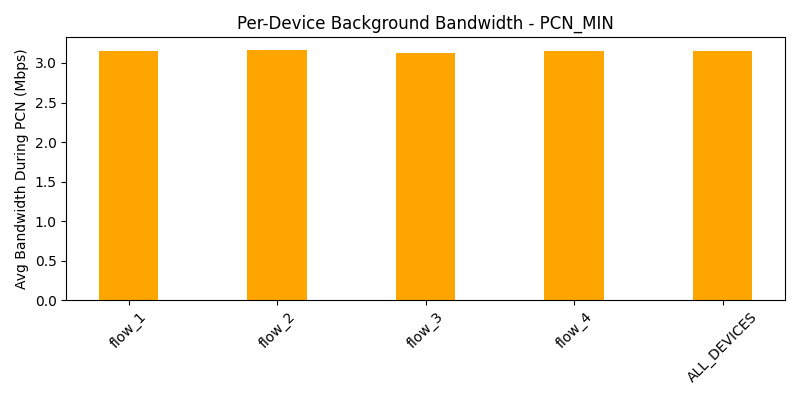 Per-Device Background Bandwidth - PCN_MIN
Avg Bandwidth During PCN (Mbps)
3.0
2.5
2.0
1.5
1.0
0.5
0.0
flow_1
flow_2
flow_3
flow_4
ALL_DEVICES